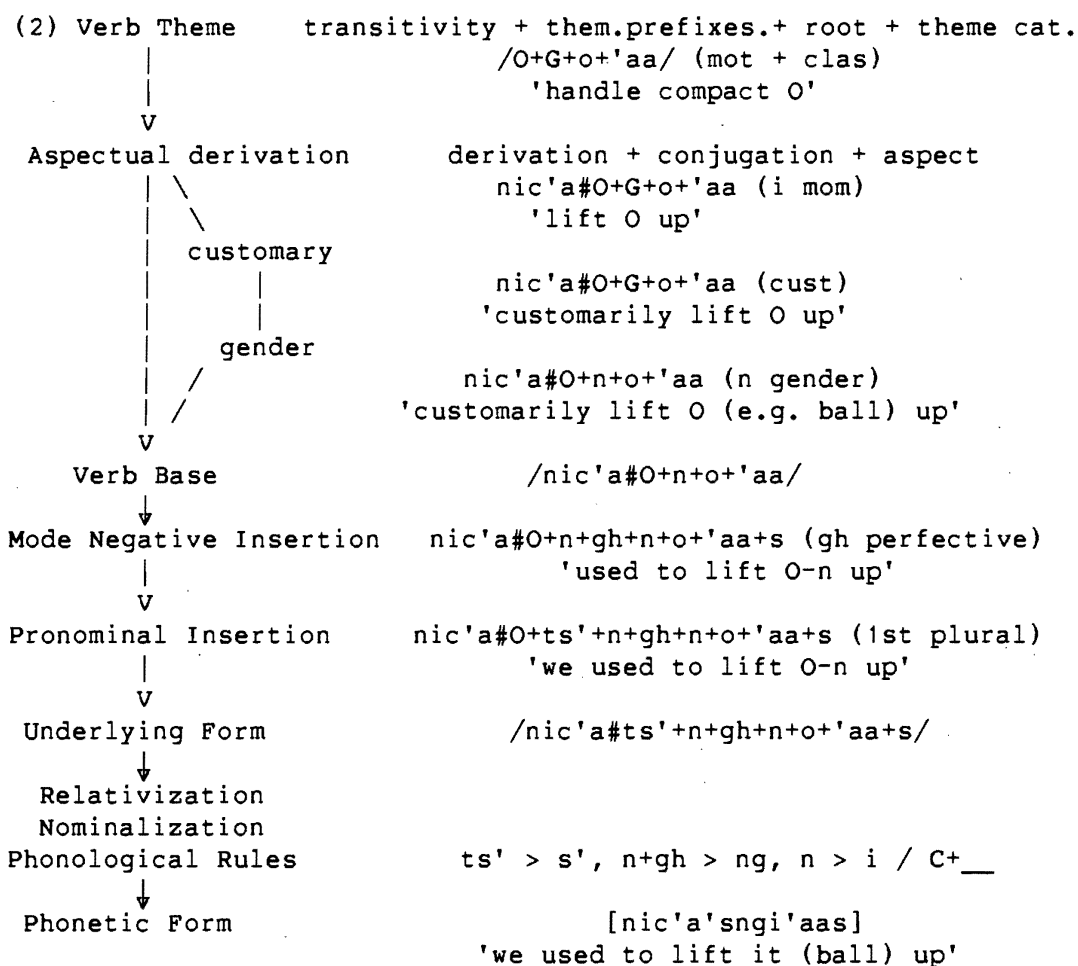 (2) Verb Theme transitivity + them.prefixes.+ root + theme cat.
/O+G+o+'aa/ (mot + clas)
'handle compact O'
Aspectual derivation derivation + conjugation + aspect
nic'a#O+G+o+'aa (i mom)
'lift O up'
customary
nic'a#O+G+o+'aa (cust)
'customarily lift O up'
gender
nic'a#O+n+o+'aa (n gender)
'customarily lift O (e.g. ball) up'
Verb Base /nic'a#O+n+o+'aa/
Mode Negative Insertion nic'a#O+n+gh+n+o+'aa+s (gh perfective)
'used to lift O-n up'
Pronominal Insertion nic'a#O+ts'+n+gh+n+o+'aa+s (1st plural)
'we used to lift O-n up'
Underlying Form /nic'a#ts'+n+gh+n+o+'aa+s/
Relativization
Nominalization
Phonological Rules ts' > s', n+gh > ng, n > i / C+__
Phonetic Form [nic'a'sngi'aas]
'we used to lift it (ball) up'